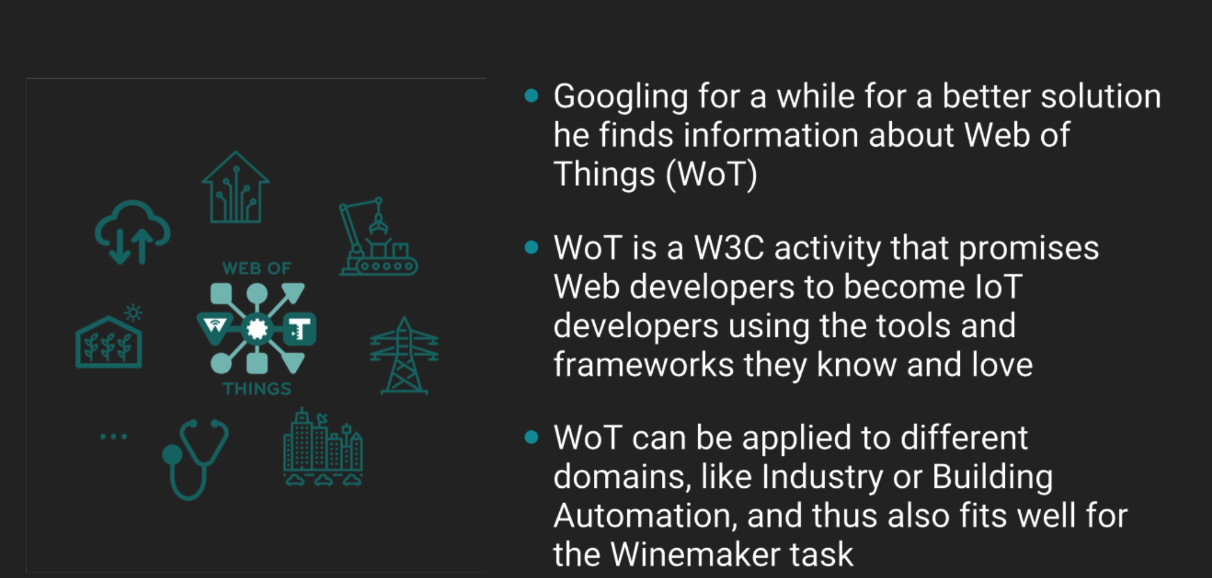 WEB OF
W
T
THINGS
...
• Googling for a while for a better solution
he finds information about Web of
Things (WoT)
• WoT is a W3C activity that promises
Web developers to become IoT
developers using the tools and
frameworks they know and love
• WoT can be applied to different
domains, like Industry or Building
Automation, and thus also fits well for
the Winemaker task